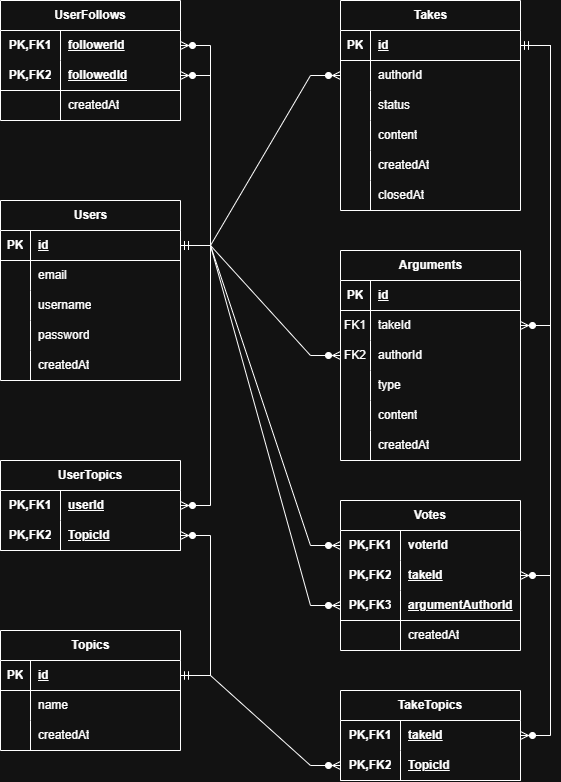 UserFollows
PK,FK1 followerId
PK,FK2 followedId
createdAt
Users
PK id
email
username
password
createdAt
UserTopics
PK,FK1 userId
PK,FK2 TopicId
Topics
PK id
name
createdAt
Takes
PK id
authorId
status
content
createdAt
closedAt
Arguments
PK id
FK1 takeId
FK2 authorId
type
content
createdAt
Votes
PK,FK1 voterId
PK,FK2 takeId
PK,FK3 argumentAuthorId
createdAt
TakeTopics
PK,FK1 takeId
PK,FK2 TopicId